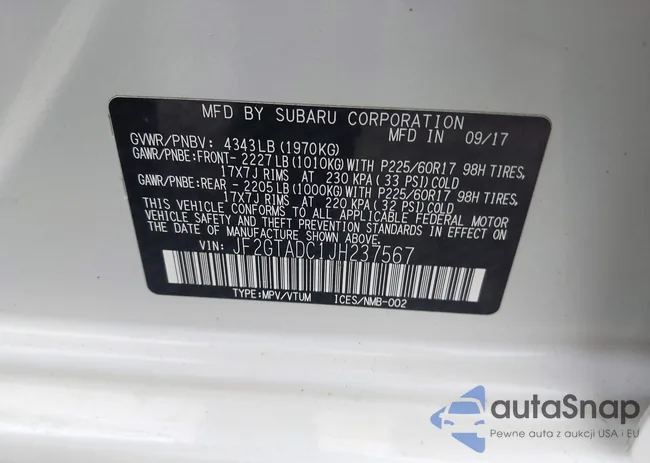 MFD BY SUBARU CORPORATION
MFD IN 09/17
GVWR/PNBV: 4343LB(1970KG)
GAWR/PNBE:FRONT- 2227LB(1010KG)WITH P225/60R17 98H TIRES,
17X7J RIMS AT 230 KPA(33 PSI)COLD
GAWR/PNBE:REAR - 2205LB(1000KG)WITH P225/60R17 98H TIRES,
17X7J RIMS AT 220 KPA(32 PSI)COLD
THIS VEHICLE CONFORMS TO ALL APPLICABLE FEDERAL MOTOR
VEHICLE SAFETY AND THEFT PREVENTION STANDARDS IN EFFECT ON
THE DATE OF MANUFACTURE SHOWN ABOVE.
VIN: JF2GTADC1JH237567
TYPE:MPV/VTUM ICES/NMB-002
autaSnap
Pewne auta z aukcji USA i EU